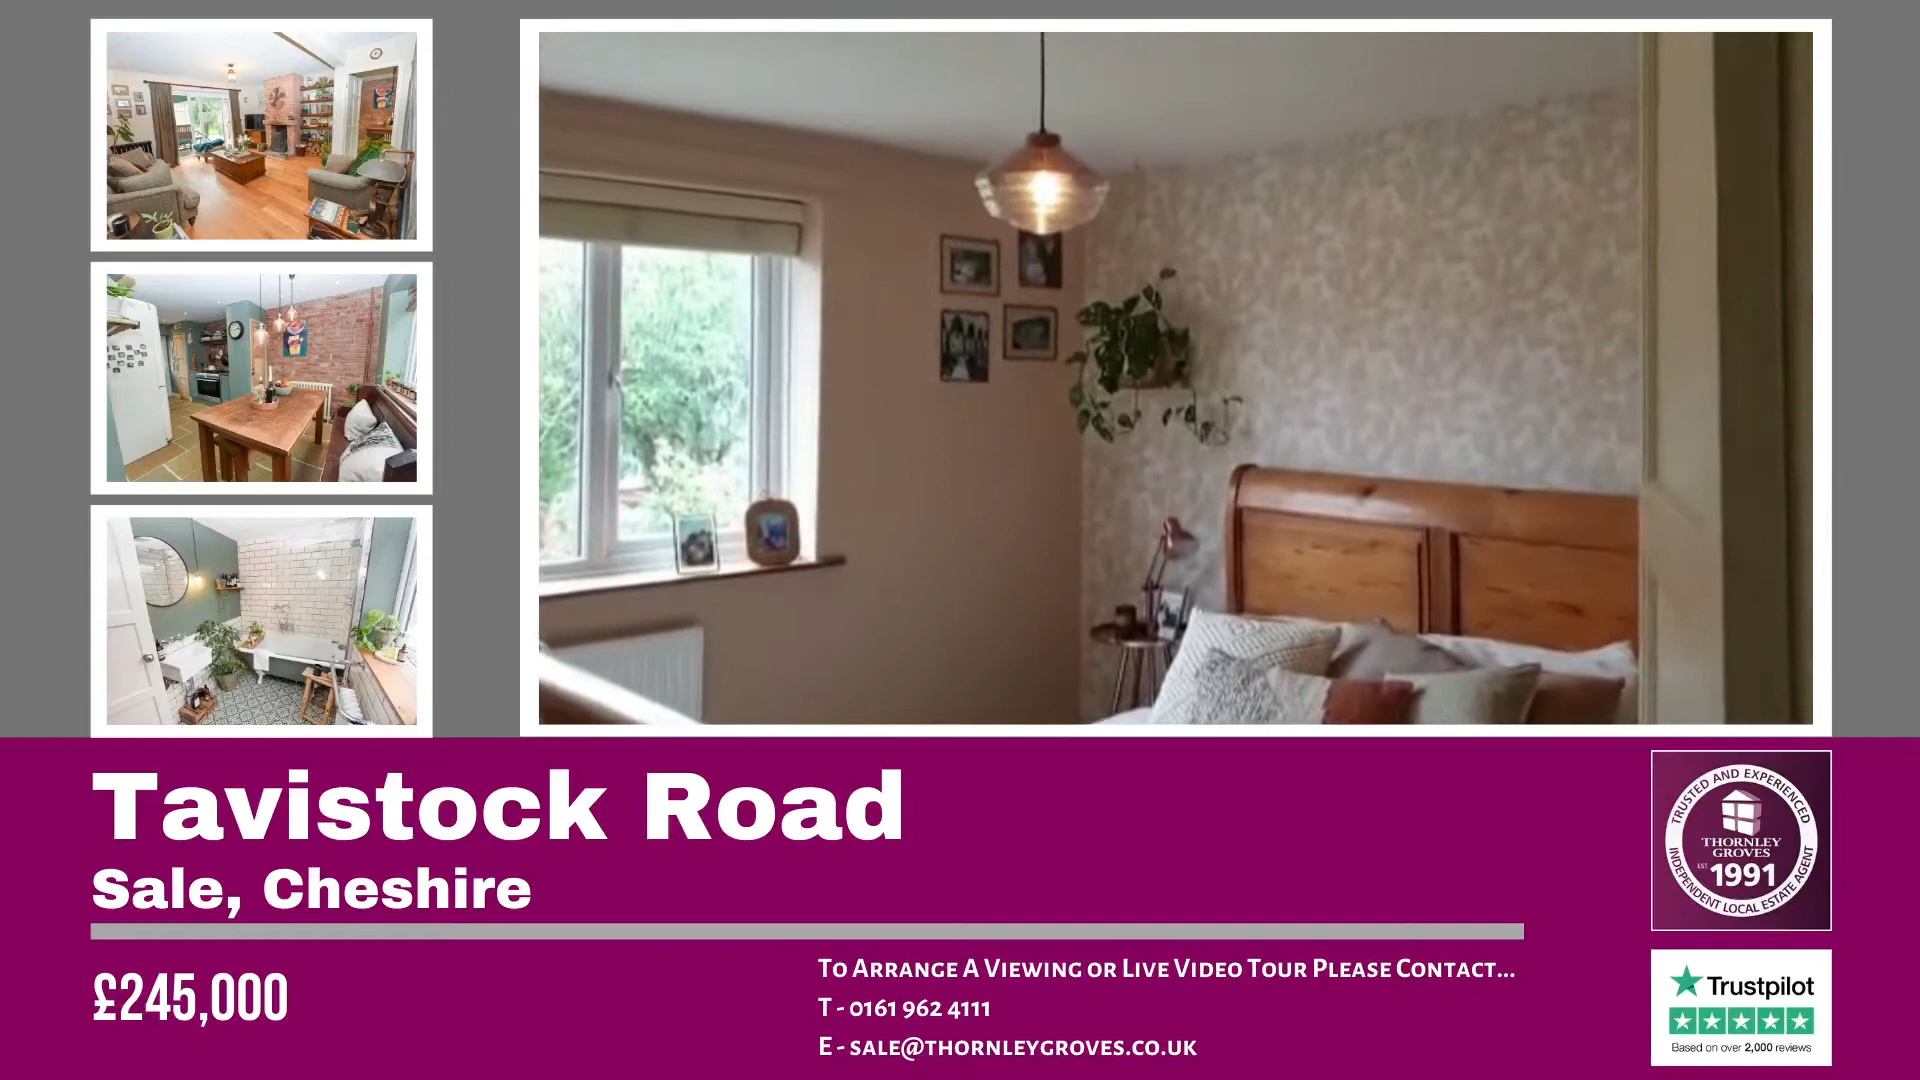 Tavistock Road
Sale, Cheshire
£245,000
To Arrange A Viewing or Live Video Tour Please Contact...
T - 0161 962 4111
E - sale@thornleygroves.co.uk
TRUSTED AND EXPERIENCED
THORNLEY
GROVES
EST. 1991
INDEPENDENT LOCAL ESTATE AGENT
Trustpilot
Based on over 2,000 reviews